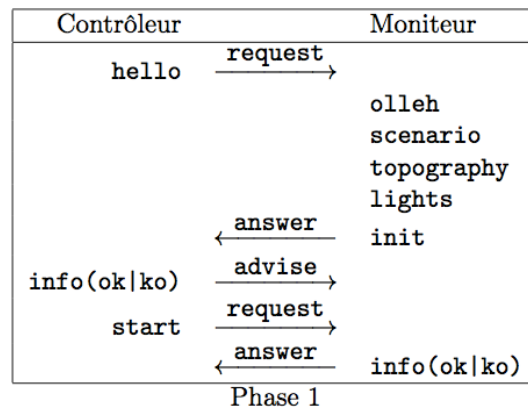 Contrôleur Moniteur
request
hello
olleh
scenario
topography
lights
answer
init
advise
info(ok|ko)
request
start
answer
info(ok|ko)
Phase 1